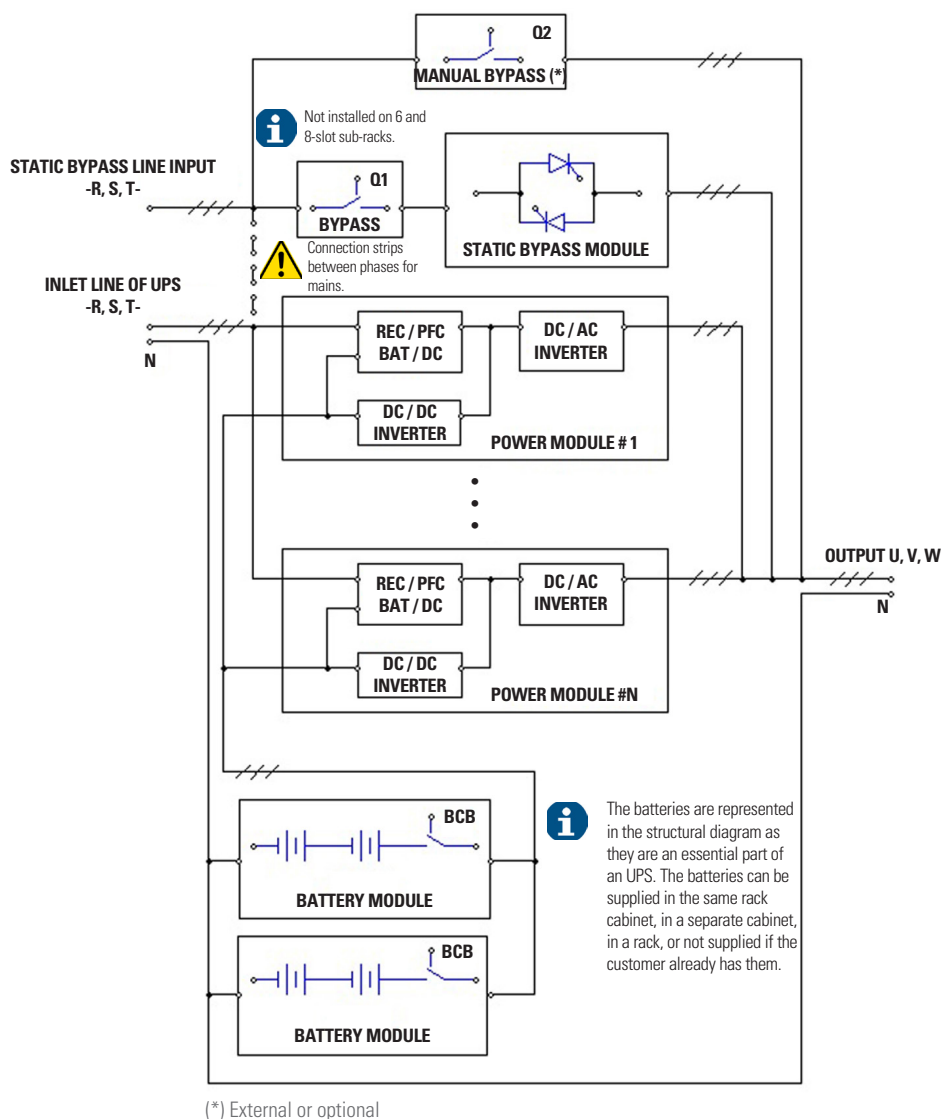 Q2
MANUAL BYPASS (*)
Not installed on 6 and
8-slot sub-racks.
STATIC BYPASS LINE INPUT
-R, S, T-
Q1
BYPASS
STATIC BYPASS MODULE
Connection strips
between phases for
mains.
INLET LINE OF UPS
-R, S, T-
N
REC / PFC
BAT / DC
DC / AC
INVERTER
DC / DC
INVERTER
POWER MODULE # 1
OUTPUT U, V, W
N
REC / PFC
BAT / DC
DC / AC
INVERTER
DC / DC
INVERTER
POWER MODULE #N
BCB
BATTERY MODULE
The batteries are represented
in the structural diagram as
they are an essential part of
an UPS. The batteries can be
supplied in the same rack
cabinet, in a separate cabinet,
in a rack, or not supplied if the
customer already has them.
BCB
BATTERY MODULE
(*) External or optional